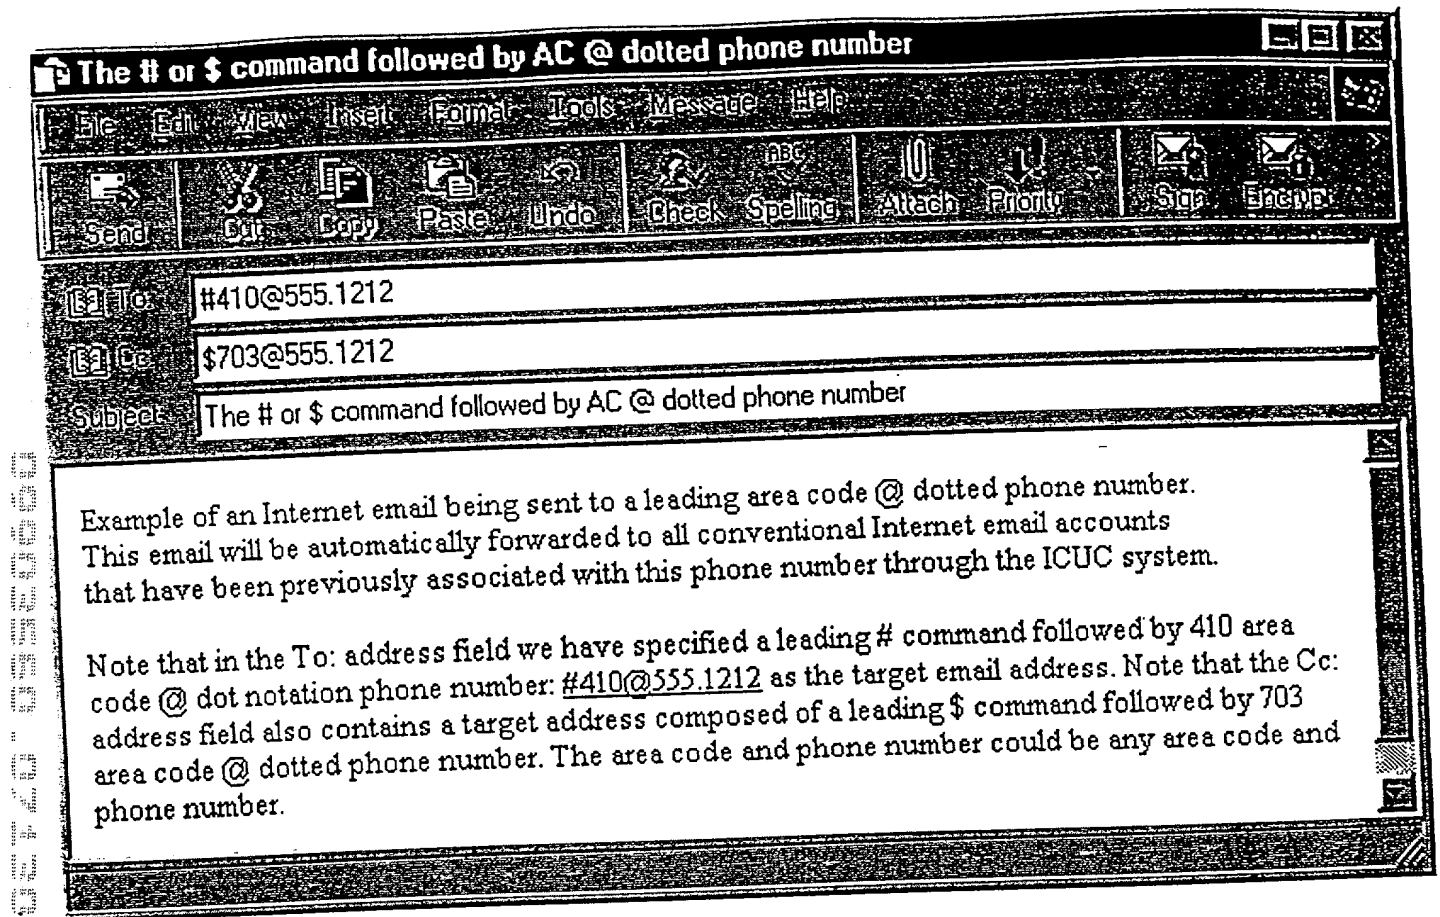 The # or $ command followed by AC @ dotted phone number
File Edit View Insert Format Tools Message Help
Send Cut Copy Paste Undo Check Spelling Attach Priority Sign Encrypt
ABC
To:
#410@555.1212
Cc:
$703@555.1212
Subject:
The # or $ command followed by AC @ dotted phone number
Example of an Internet email being sent to a leading area code @ dotted phone number.
This email will be automatically forwarded to all conventional Internet email accounts
that have been previously associated with this phone number through the ICUC system.
Note that in the To: address field we have specified a leading # command followed by 410 area
code @ dot notation phone number: #410@555.1212 as the target email address. Note that the Cc:
address field also contains a target address composed of a leading $ command followed by 703
area code @ dotted phone number. The area code and phone number could be any area code and
phone number.